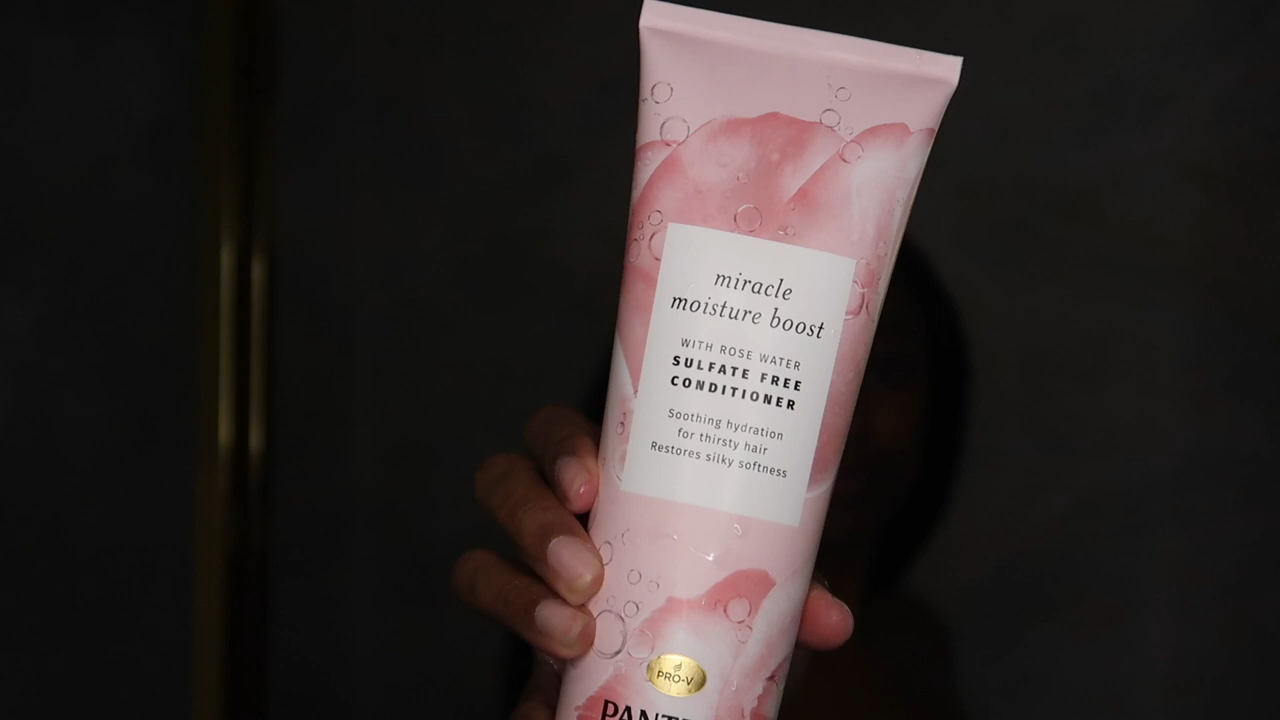 miracle
moisture boost
WITH ROSE WATER
SULFATE FREE
CONDITIONER
Soothing hydration
for thirsty hair
Restores silky softness
PRO-V